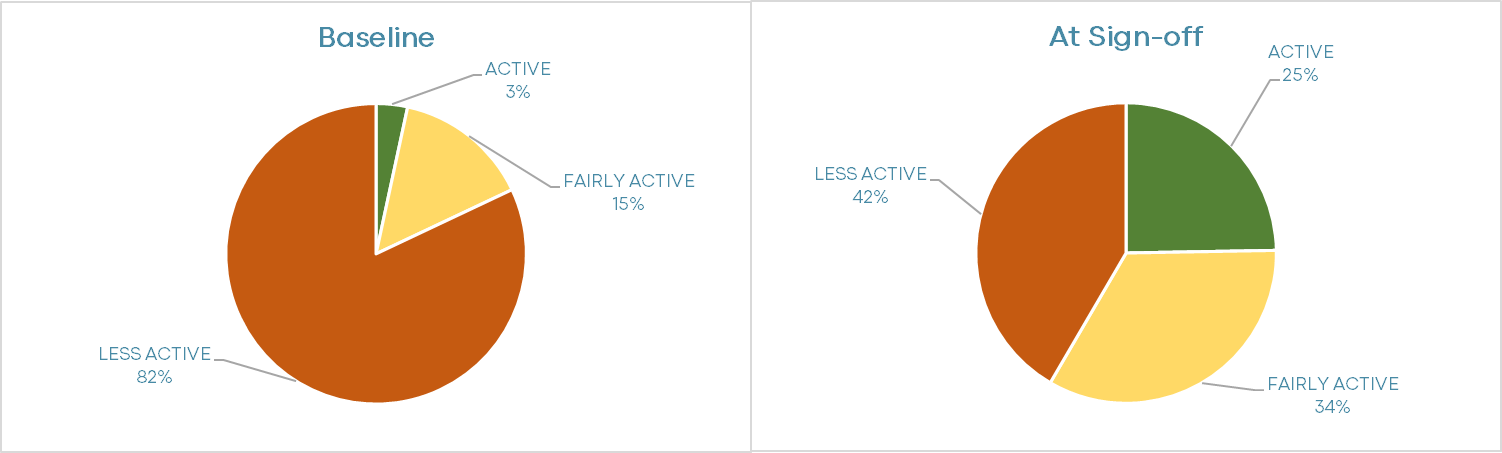 Baseline
ACTIVE
3%
FAIRLY ACTIVE
15%
LESS ACTIVE
82%
At Sign-off
ACTIVE
25%
LESS ACTIVE
42%
FAIRLY ACTIVE
34%